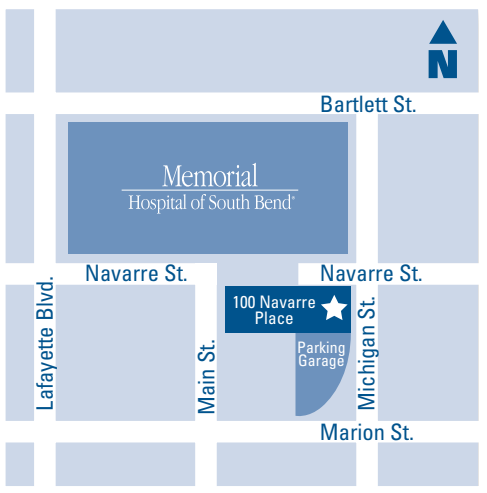 N
Bartlett St.
Memorial
Hospital of South Bend®
Navarre St.
Navarre St.
Lafayette Blvd.
100 Navarre
Place
Main St.
Parking
Garage
Michigan St.
Marion St.